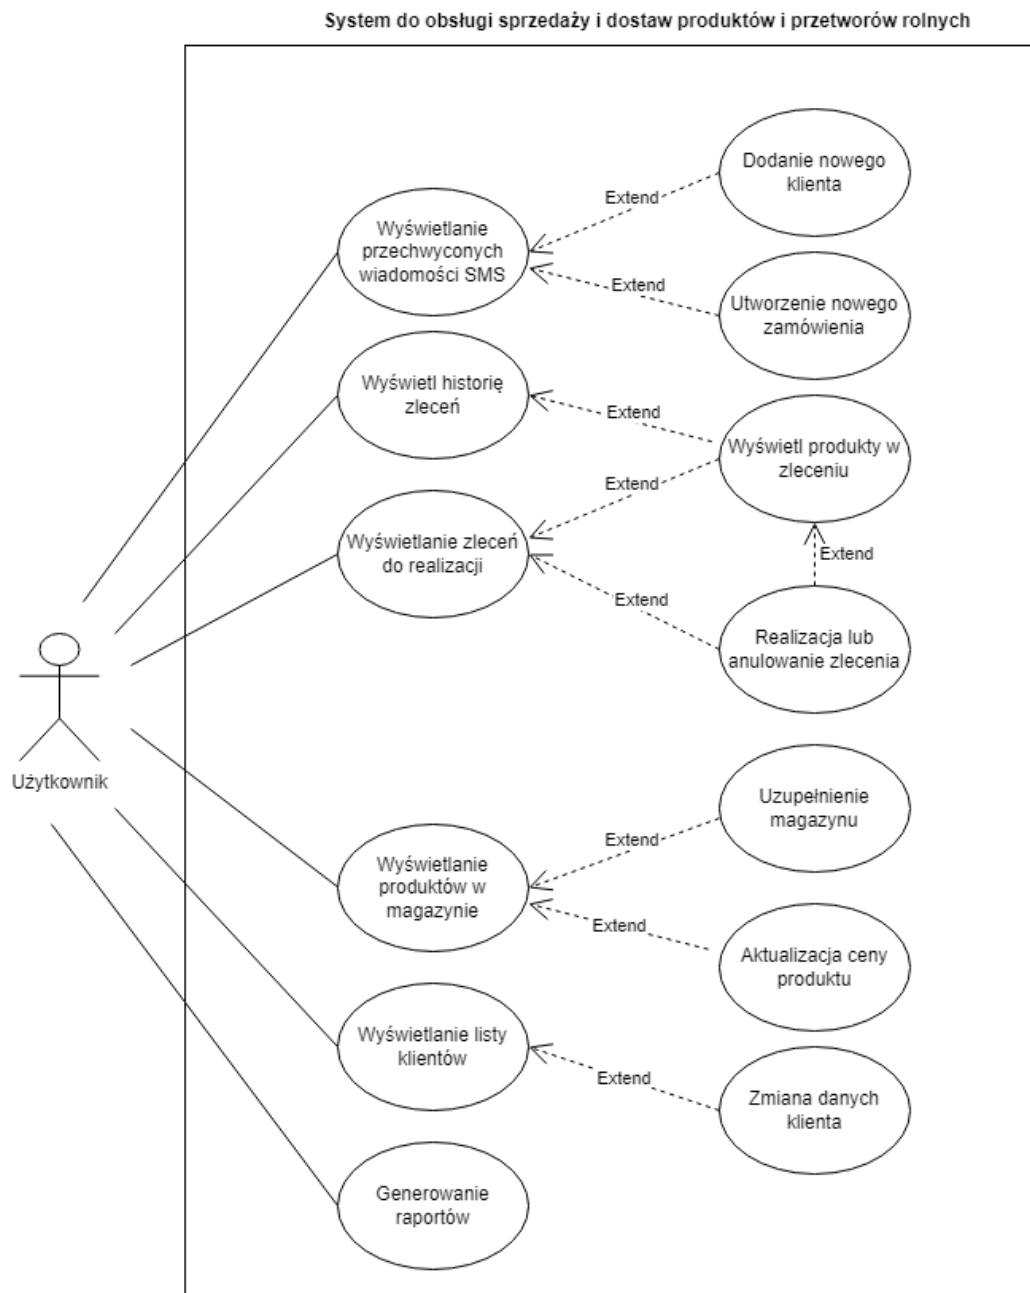 System do obsługi sprzedaży i dostaw produktów i przetworów rolnych
Dodanie nowego
klienta
Extend
Wyświetlanie
przechwyconych
wiadomości SMS
Extend
Utworzenie nowego
zamówienia
Wyświetl historię
zleceń
Extend
Wyświetl produkty w
zleceniu
Extend
Wyświetlanie zleceń
do realizacji
Extend
Extend
Realizacja lub
anulowanie zlecenia
Użytkownik
Uzupełnienie
magazynu
Extend
Wyświetlanie
produktów w
magazynie
Extend
Aktualizacja ceny
produktu
Wyświetlanie listy
klientów
Extend
Zmiana danych
klienta
Generowanie
raportów